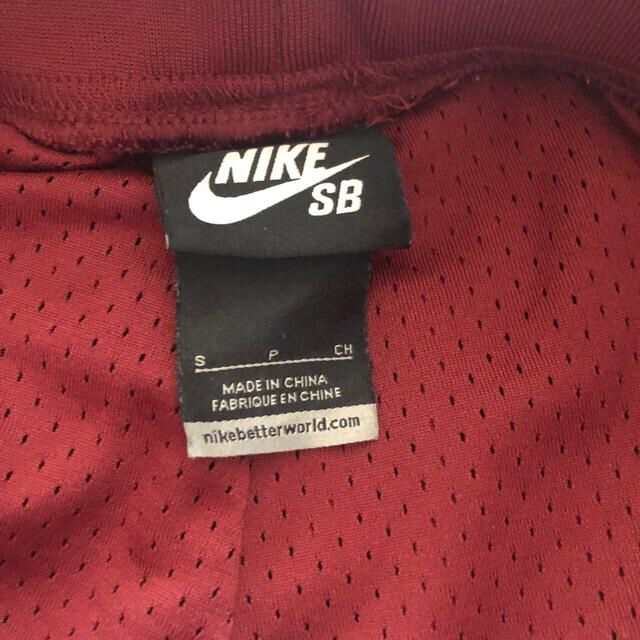 NIKE
SB
S P CH
MADE IN CHINA
FABRIQUE EN CHINE
nikebetterworld.com